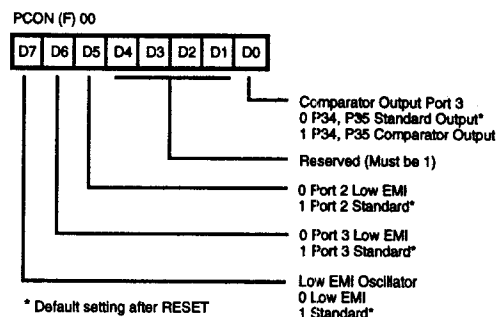 PCON (F) 00
D7 D6 D5 D4 D3 D2 D1 D0
Comparator Output Port 3
0 P34, P35 Standard Output*
1 P34, P35 Comparator Output
Reserved (Must be 1)
0 Port 2 Low EMI
1 Port 2 Standard*
0 Port 3 Low EMI
1 Port 3 Standard*
Low EMI Oscillator
0 Low EMI
1 Standard*
* Default setting after RESET